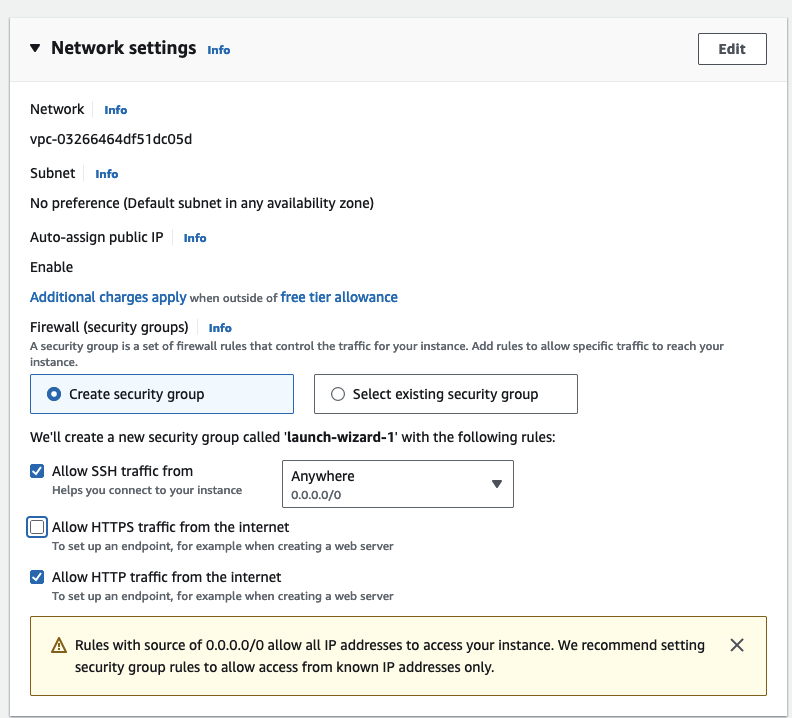 Network settings Info
Edit
Network Info
vpc-03266464df51dc05d
Subnet Info
No preference (Default subnet in any availability zone)
Auto-assign public IP Info
Enable
Additional charges apply when outside of free tier allowance
Firewall (security groups) Info
A security group is a set of firewall rules that control the traffic for your instance. Add rules to allow specific traffic to reach your
instance.
Create security group
Select existing security group
We'll create a new security group called 'launch-wizard-1' with the following rules:
Allow SSH traffic from
Helps you connect to your instance
Anywhere
0.0.0.0/0
Allow HTTPS traffic from the internet
To set up an endpoint, for example when creating a web server
Allow HTTP traffic from the internet
To set up an endpoint, for example when creating a web server
Rules with source of 0.0.0.0/0 allow all IP addresses to access your instance. We recommend setting
security group rules to allow access from known IP addresses only.